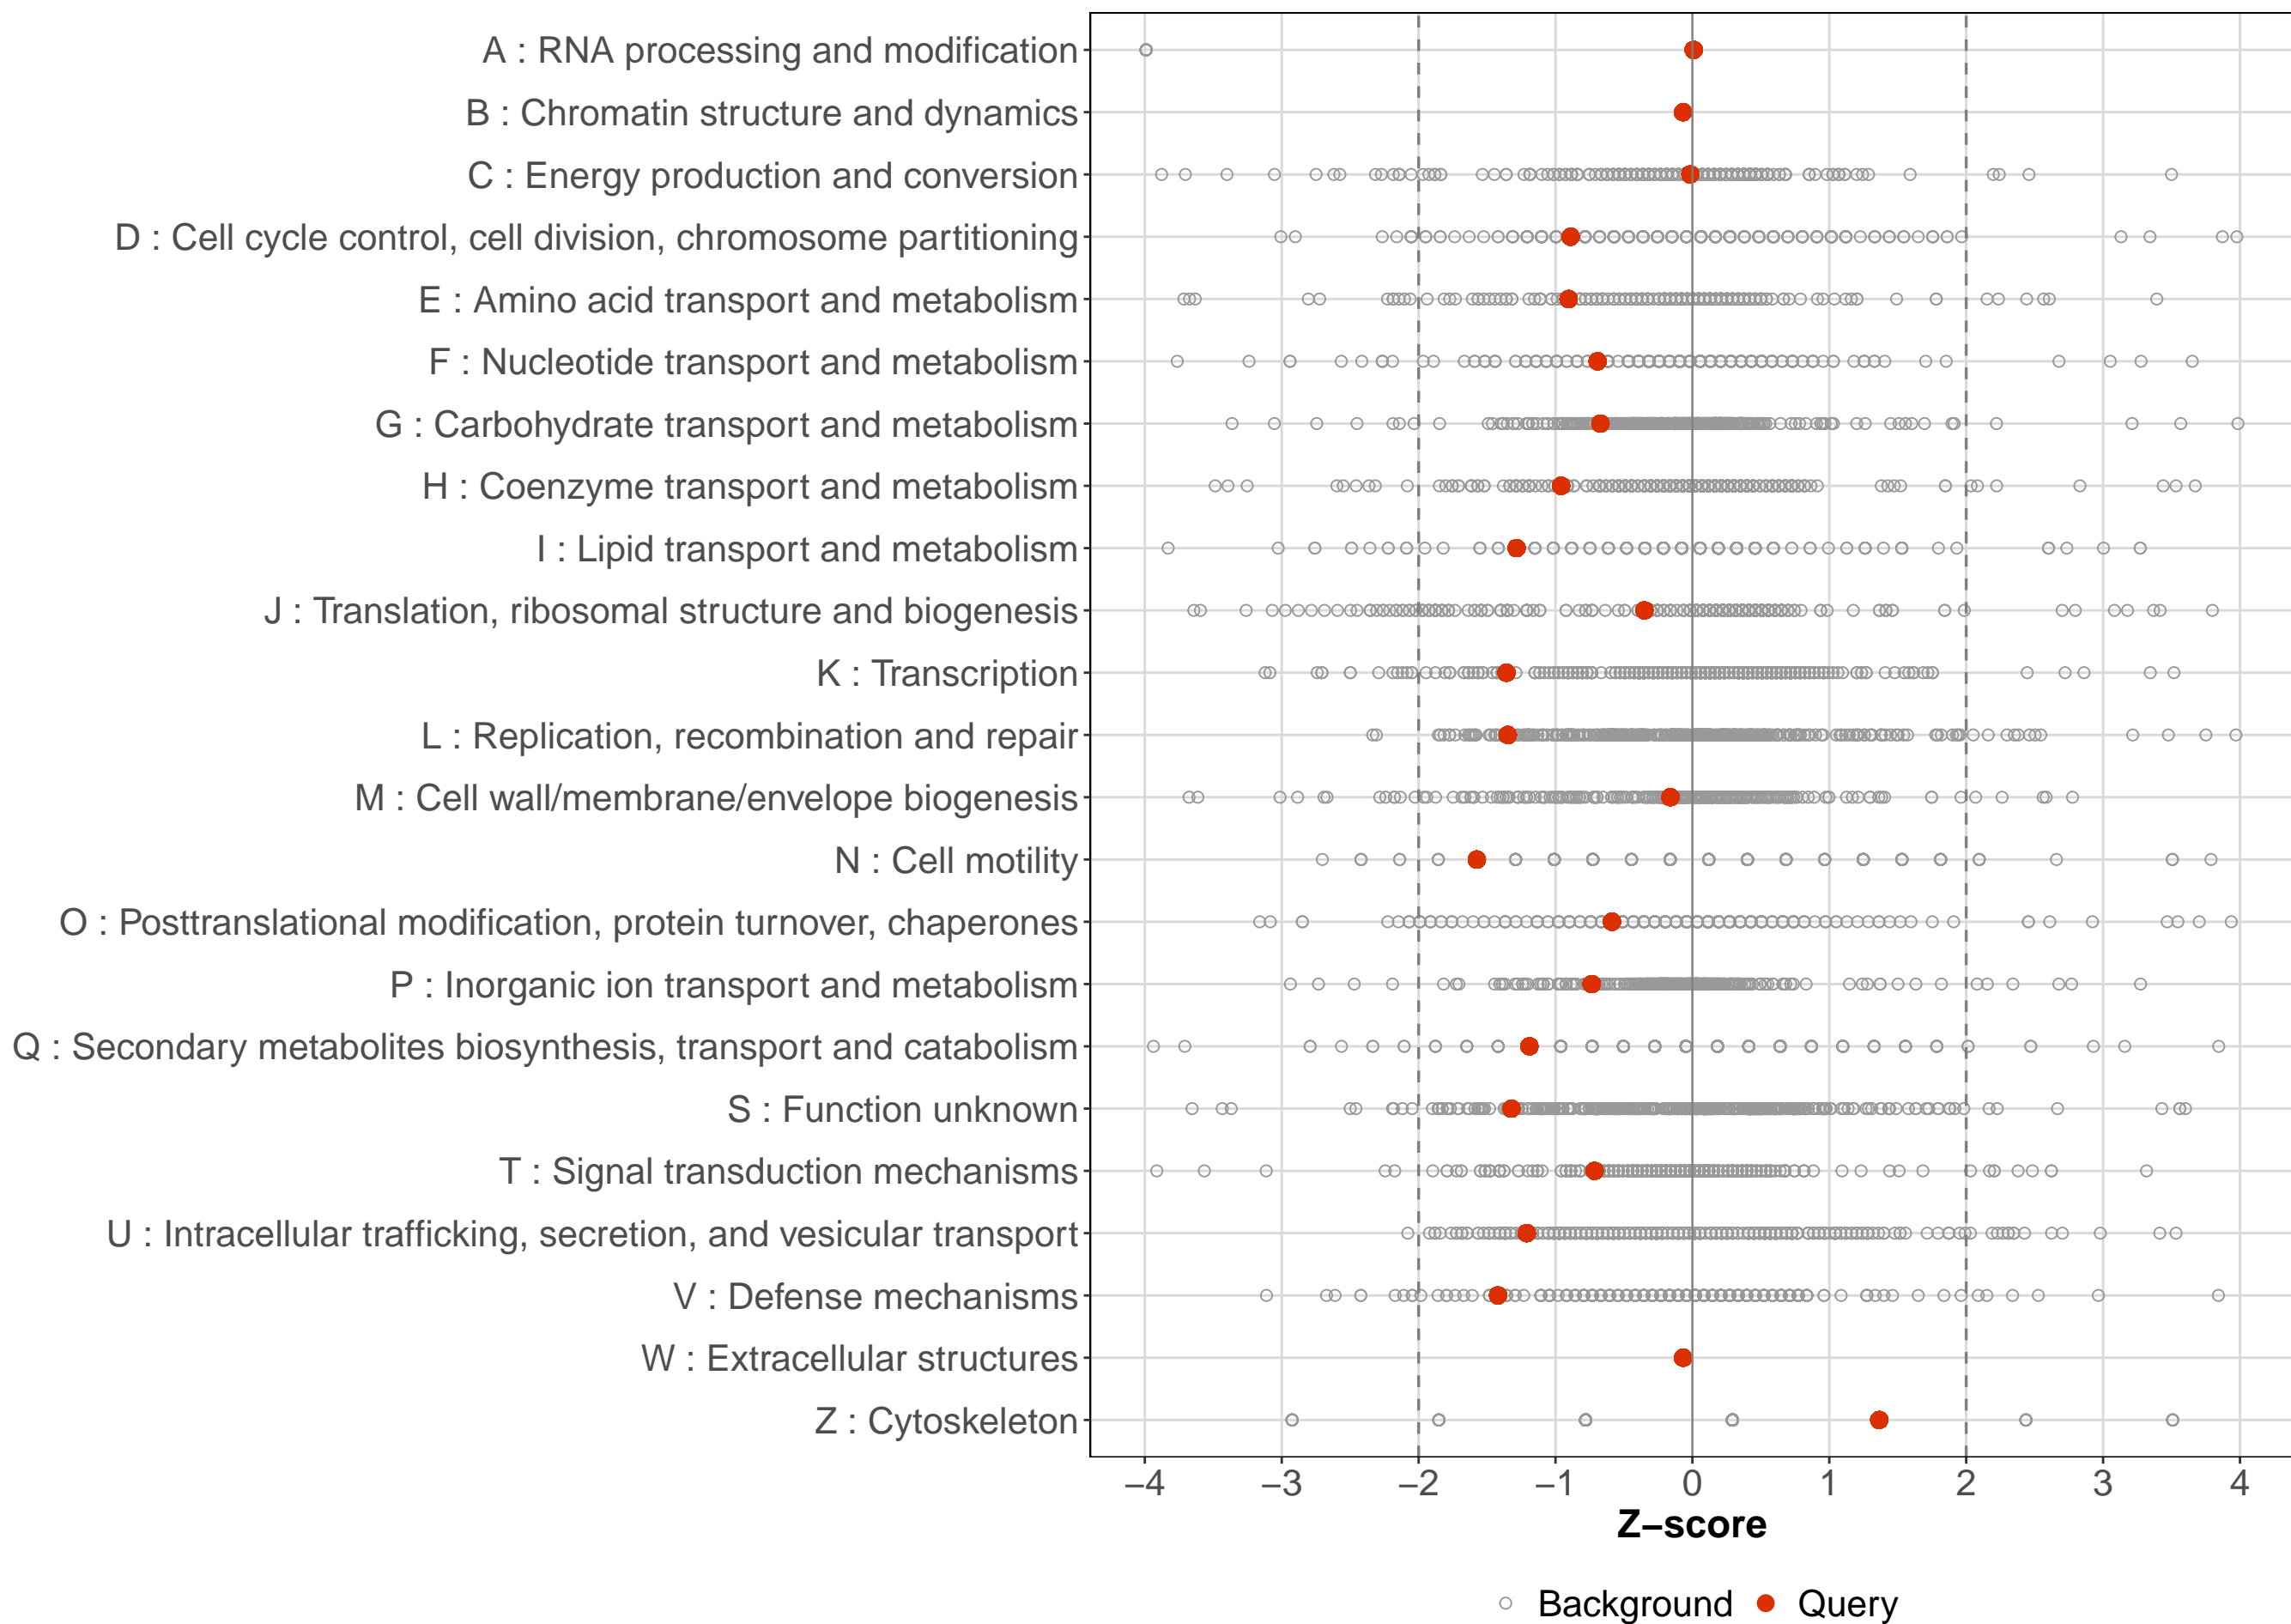 A : RNA processing and modification
B : Chromatin structure and dynamics
C : Energy production and conversion
D : Cell cycle control, cell division, chromosome partitioning
E : Amino acid transport and metabolism
F : Nucleotide transport and metabolism
G : Carbohydrate transport and metabolism
H : Coenzyme transport and metabolism
I : Lipid transport and metabolism
J : Translation, ribosomal structure and biogenesis
K : Transcription
L : Replication, recombination and repair
M : Cell wall/membrane/envelope biogenesis
N : Cell motility
O : Posttranslational modification, protein turnover, chaperones
P : Inorganic ion transport and metabolism
Q : Secondary metabolites biosynthesis, transport and catabolism
S : Function unknown
T : Signal transduction mechanisms
U : Intracellular trafficking, secretion, and vesicular transport
V : Defense mechanisms
W : Extracellular structures
Z : Cytoskeleton
−4 −3 −2 −1 0 1 2 3 4
Z−score
Background Query